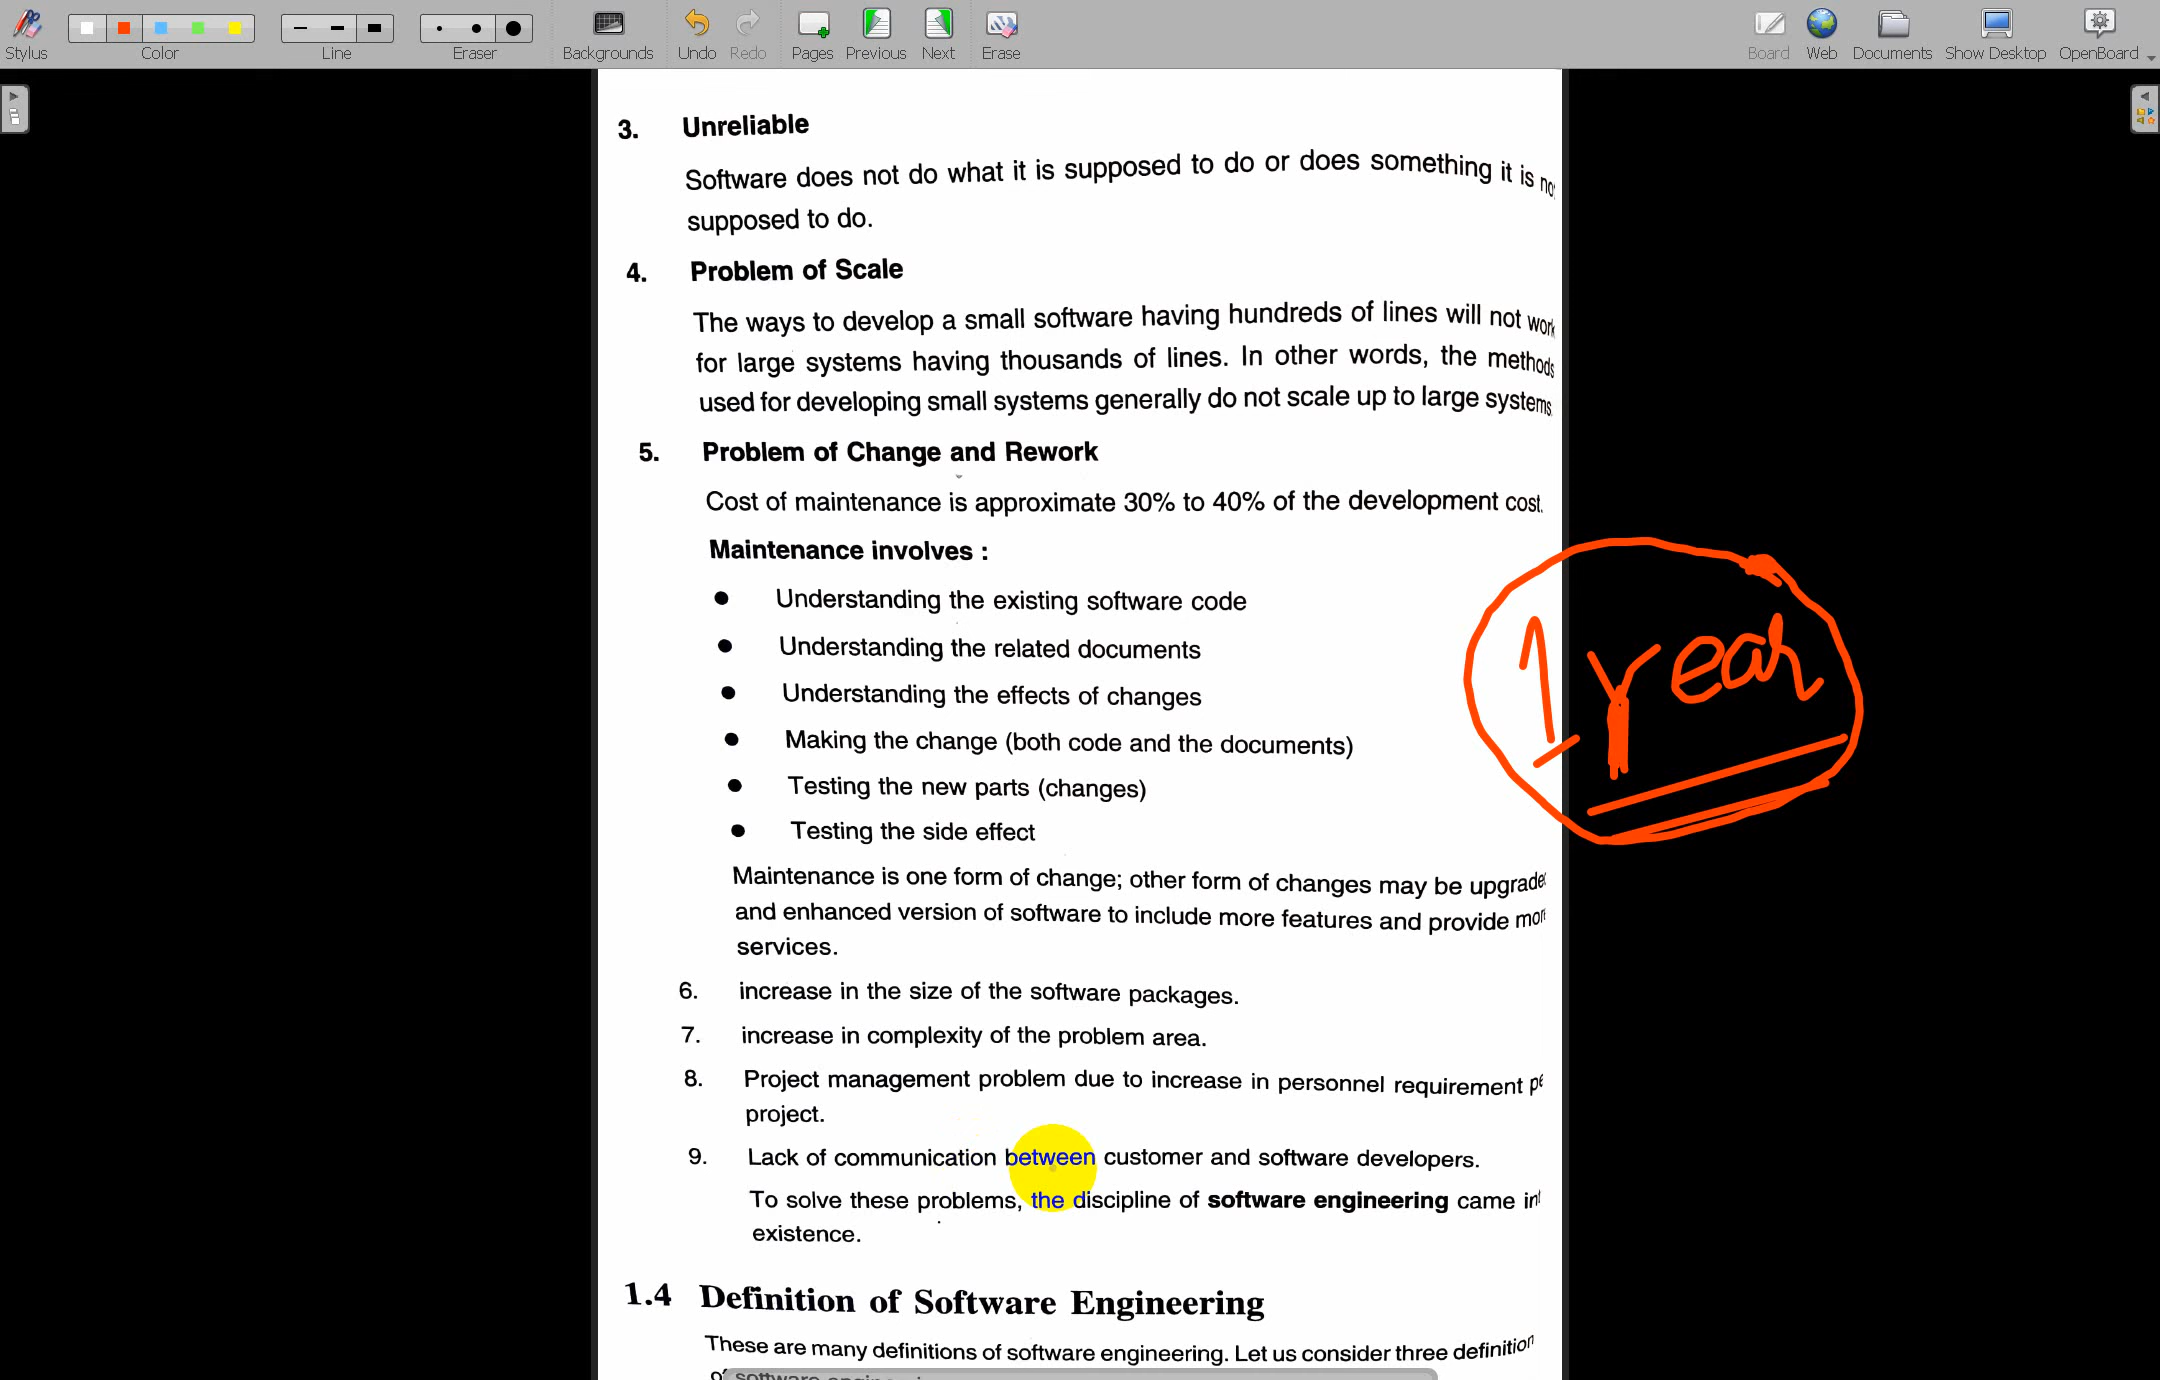 Stylus Color Line Eraser Backgrounds Undo Redo Pages Previous Next Erase Board Web Documents Show Desktop OpenBoard
3. Unreliable
Software does not do what it is supposed to do or does something it is
supposed to do.
4. Problem of Scale
The ways to develop a small software having hundreds of lines will not work
for large systems having thousands of lines. In other words, the methods
used for developing small systems generally do not scale up to large systems
5. Problem of Change and Rework
Cost of maintenance is approximate 30% to 40% of the development cost.
Maintenance involves :
● Understanding the existing software code
● Understanding the related documents
● Understanding the effects of changes
● Making the change (both code and the documents)
● Testing the new parts (changes)
● Testing the side effect
1 Year
Maintenance is one form of change; other form of changes may be
and enhanced version of software to include more features and provide
services.
6. increase in the size of the software packages.
7. increase in complexity of the problem area.
8. Project management problem due to increase in personnel requirement
project.
9. Lack of communication between customer and software developers.
To solve these problems, the discipline of software engineering came
existence.
1.4 Definition of Software Engineering
These are many definitions of software engineering. Let us consider three definition